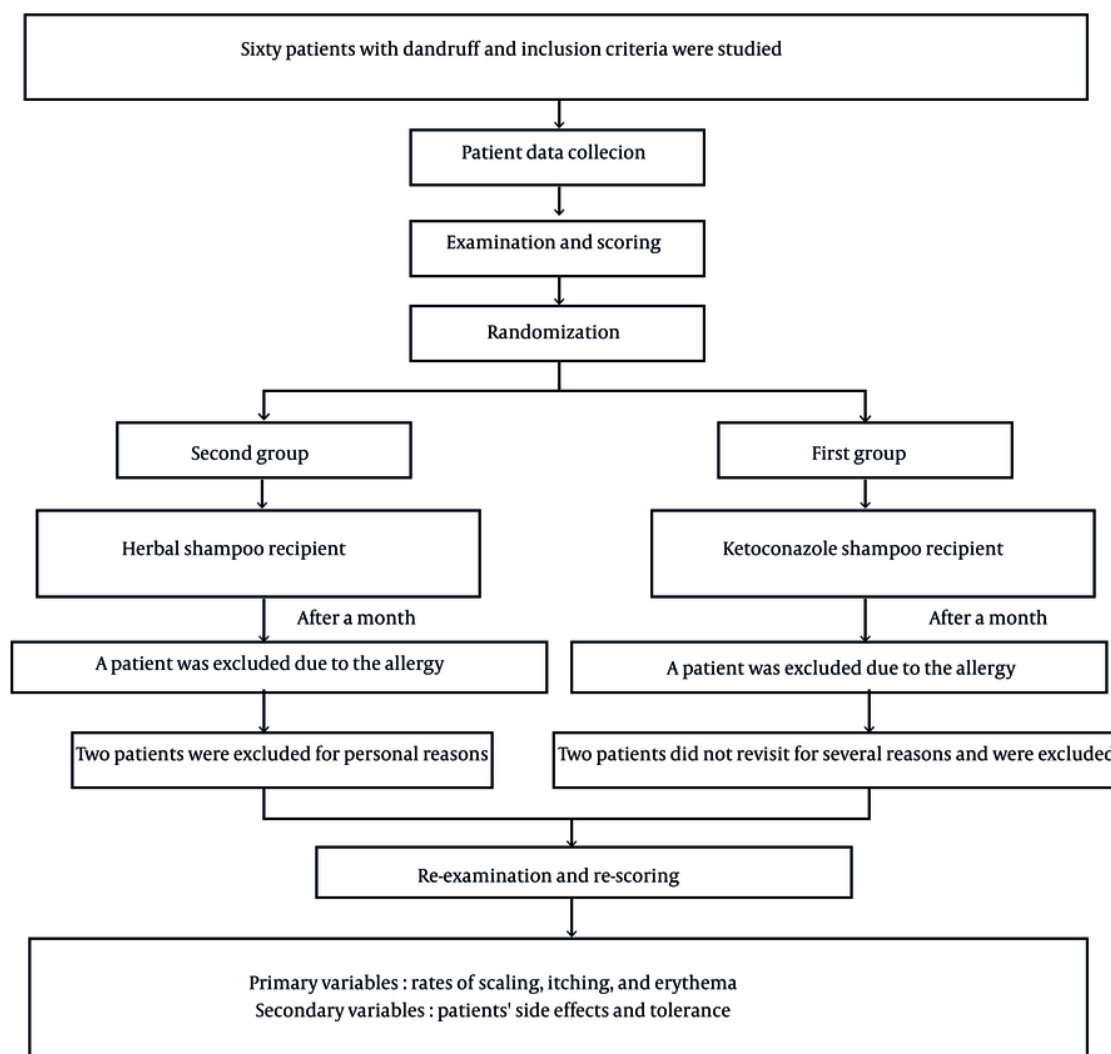 Sixty patients with dandruff and inclusion criteria were studied
Patient data collecion
Examination and scoring
Randomization
Second group
First group
Herbal shampoo recipient
Ketoconazole shampoo recipient
After a month
After a month
A patient was excluded due to the allergy
A patient was excluded due to the allergy
Two patients were excluded for personal reasons
Two patients did not revisit for several reasons and were excluded
Re-examination and re-scoring
Primary variables : rates of scaling, itching, and erythema
Secondary variables : patients' side effects and tolerance